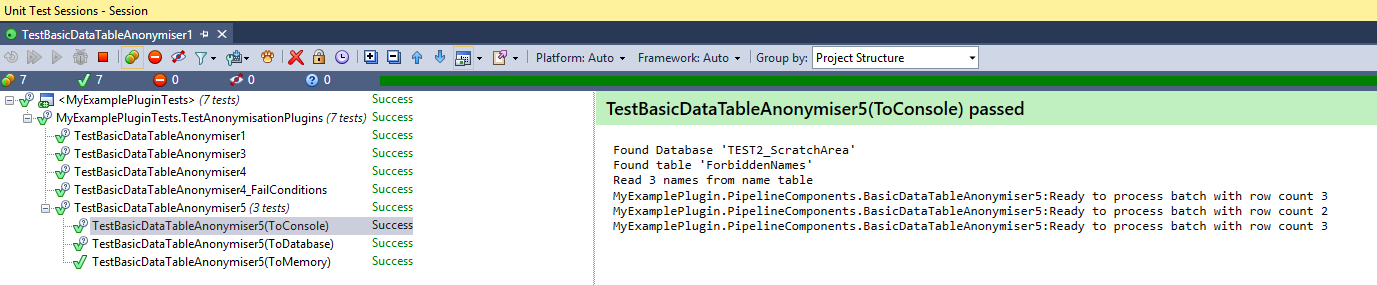 Unit Test Sessions - Session
TestBasicDataTableAnonymiser1
Platform: Auto Framework: Auto Group by: Project Structure
7 7 0 0 0
<MyExamplePluginTests> (7 tests) Success
MyExamplePluginTests.TestAnonymisationPlugins (7 tests) Success
TestBasicDataTableAnonymiser1 Success
TestBasicDataTableAnonymiser3 Success
TestBasicDataTableAnonymiser4 Success
TestBasicDataTableAnonymiser4_FailConditions Success
TestBasicDataTableAnonymiser5 (3 tests) Success
TestBasicDataTableAnonymiser5(ToConsole) Success
TestBasicDataTableAnonymiser5(ToDatabase) Success
TestBasicDataTableAnonymiser5(ToMemory) Success
TestBasicDataTableAnonymiser5(ToConsole) passed
Found Database 'TEST2_ScratchArea'
Found table 'ForbiddenNames'
Read 3 names from name table
MyExamplePlugin.PipelineComponents.BasicDataTableAnonymiser5:Ready to process batch with row count 3
MyExamplePlugin.PipelineComponents.BasicDataTableAnonymiser5:Ready to process batch with row count 2
MyExamplePlugin.PipelineComponents.BasicDataTableAnonymiser5:Ready to process batch with row count 3